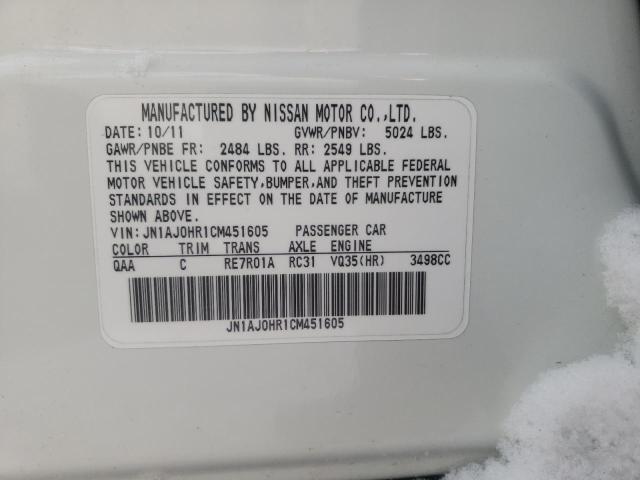 MANUFACTURED BY NISSAN MOTOR CO.,LTD.
DATE: 10/11 GVWR/PNBV: 5024 LBS.
GAWR/PNBE FR: 2484 LBS. RR: 2549 LBS.
THIS VEHICLE CONFORMS TO ALL APPLICABLE FEDERAL
MOTOR VEHICLE SAFETY,BUMPER,AND THEFT PREVENTION
STANDARDS IN EFFECT ON THE DATE OF MANUFACTURE
SHOWN ABOVE.
VIN: JN1AJ0HR1CM451605 PASSENGER CAR
COLOR TRIM TRANS AXLE ENGINE
QAA C RE7R01A RC31 VQ35(HR) 3498CC
JN1AJ0HR1CM451605